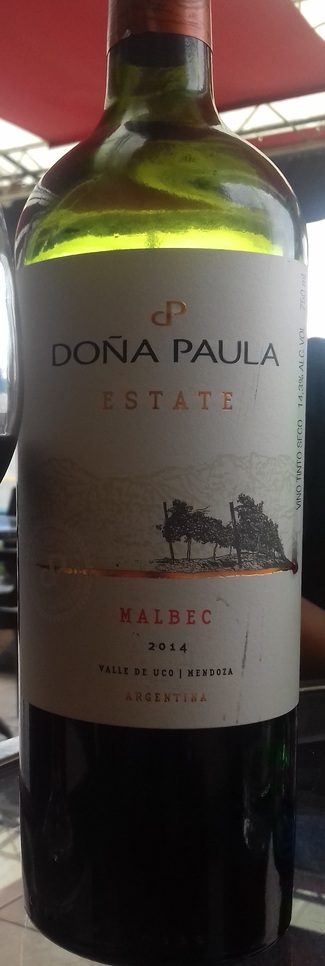 dP
DOÑA PAULA
ESTATE
MALBEC
2014
VALLE DE UCO | MENDOZA
ARGENTINA
VINO TINTO SECO 14,3% ALC. VOL. 750 ml